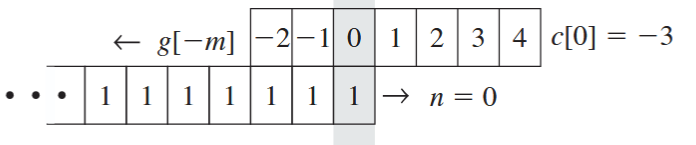 ← g[−m] −2 −1 0 1 2 3 4 c[0] = −3
• • • 1 1 1 1 1 1 1 → n = 0